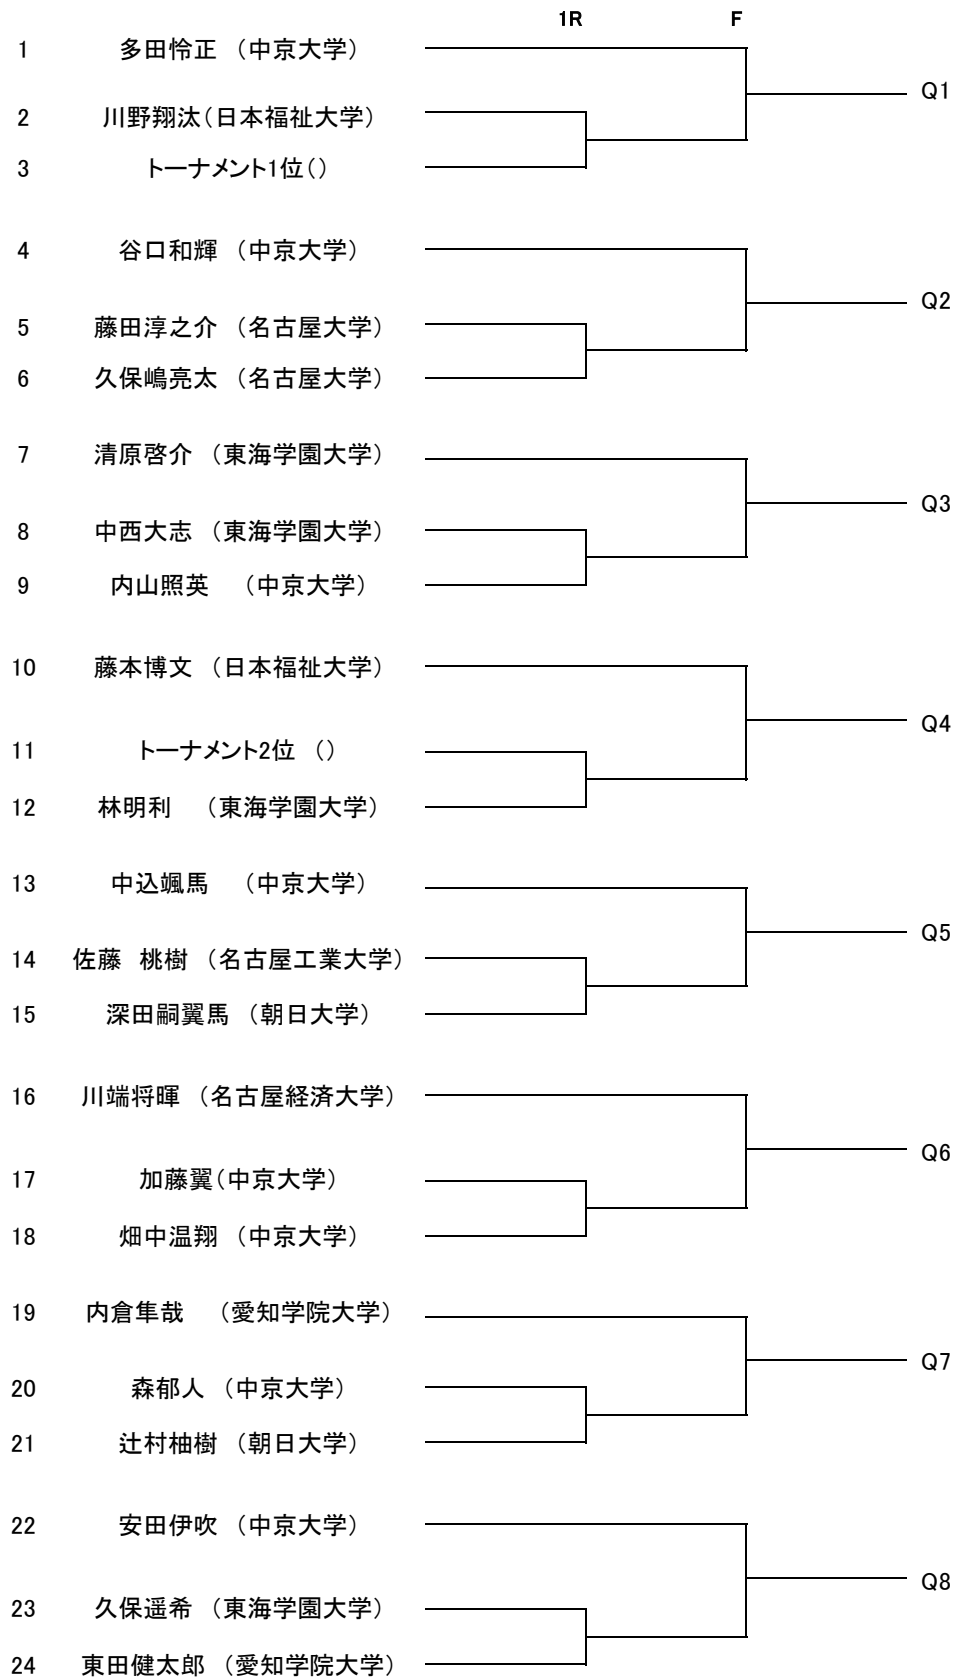 1R F
1 多田怜正 （中京大学）
Q1
2 川野翔汰（日本福祉大学）
3 トーナメント1位（）
4 谷口和輝 （中京大学）
Q2
5 藤田淳之介 （名古屋大学）
6 久保嶋亮太 （名古屋大学）
7 清原啓介 （東海学園大学）
Q3
8 中西大志 （東海学園大学）
9 内山照英 （中京大学）
10 藤本博文 （日本福祉大学）
Q4
11 トーナメント2位 （）
12 林明利 （東海学園大学）
13 中込颯馬 （中京大学）
Q5
14 佐藤 桃樹 （名古屋工業大学）
15 深田嗣翼馬 （朝日大学）
16 川端将暉 （名古屋経済大学）
Q6
17 加藤翼（中京大学）
18 畑中温翔 （中京大学）
19 内倉隼哉 （愛知学院大学）
Q7
20 森郁人 （中京大学）
21 辻村柚樹 （朝日大学）
22 安田伊吹 （中京大学）
Q8
23 久保遥希 （東海学園大学）
24 東田健太郎 （愛知学院大学）